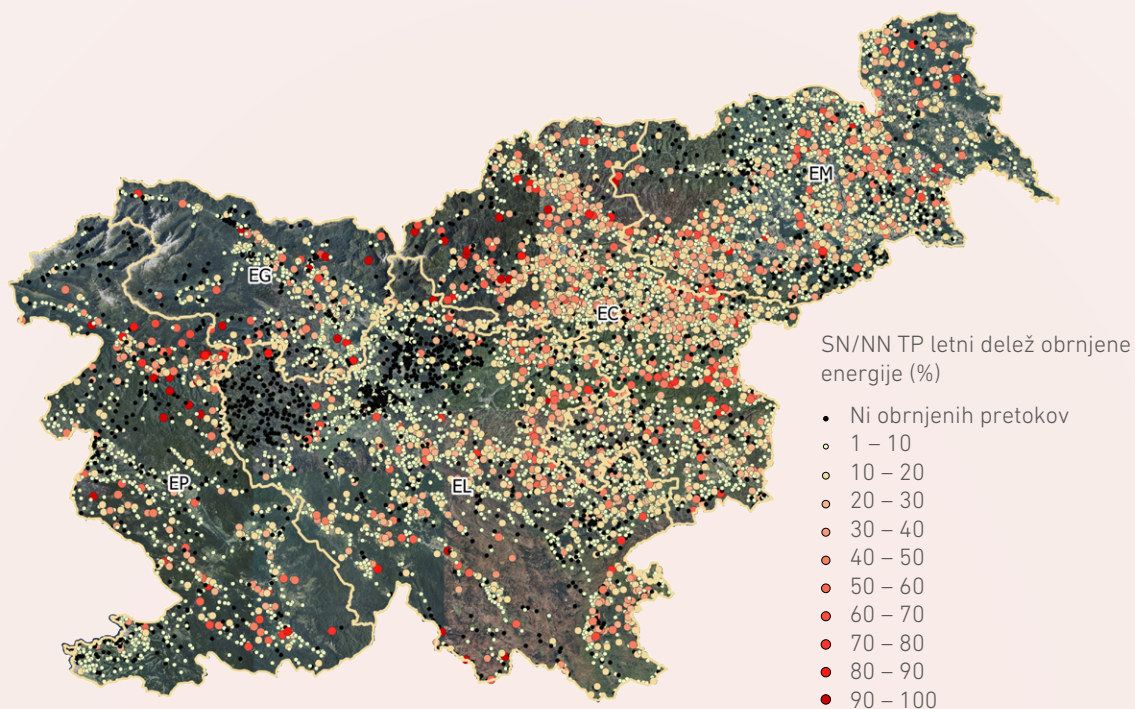 EM
EG
EC
EP
EL
SN/NN TP letni delež obrnjene
energije (%)
Ni obrnjenih pretokov
1 – 10
10 – 20
20 – 30
30 – 40
40 – 50
50 – 60
60 – 70
70 – 80
80 – 90
90 – 100